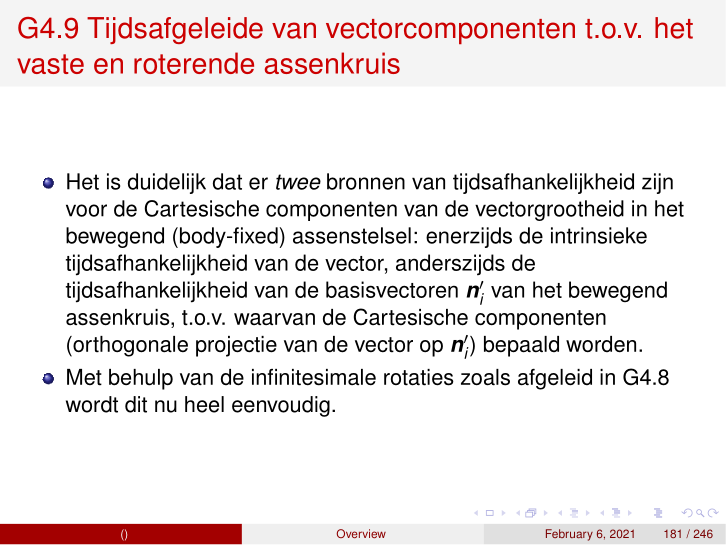 G4.9 Tijdsafgeleide van vectorcomponenten t.o.v. het
vaste en roterende assenkruis
Het is duidelijk dat er twee bronnen van tijdsafhankelijkheid zijn
voor de Cartesische componenten van de vectorgrootheid in het
bewegend (body-fixed) assenstelsel: enerzijds de intrinsieke
tijdsafhankelijkheid van de vector, anderszijds de
tijdsafhankelijkheid van de basisvectoren n′ᵢ van het bewegend
assenkruis, t.o.v. waarvan de Cartesische componenten
(orthogonale projectie van de vector op n′ᵢ) bepaald worden.
Met behulp van de infinitesimale rotaties zoals afgeleid in G4.8
wordt dit nu heel eenvoudig.
() Overview February 6, 2021 181 / 246